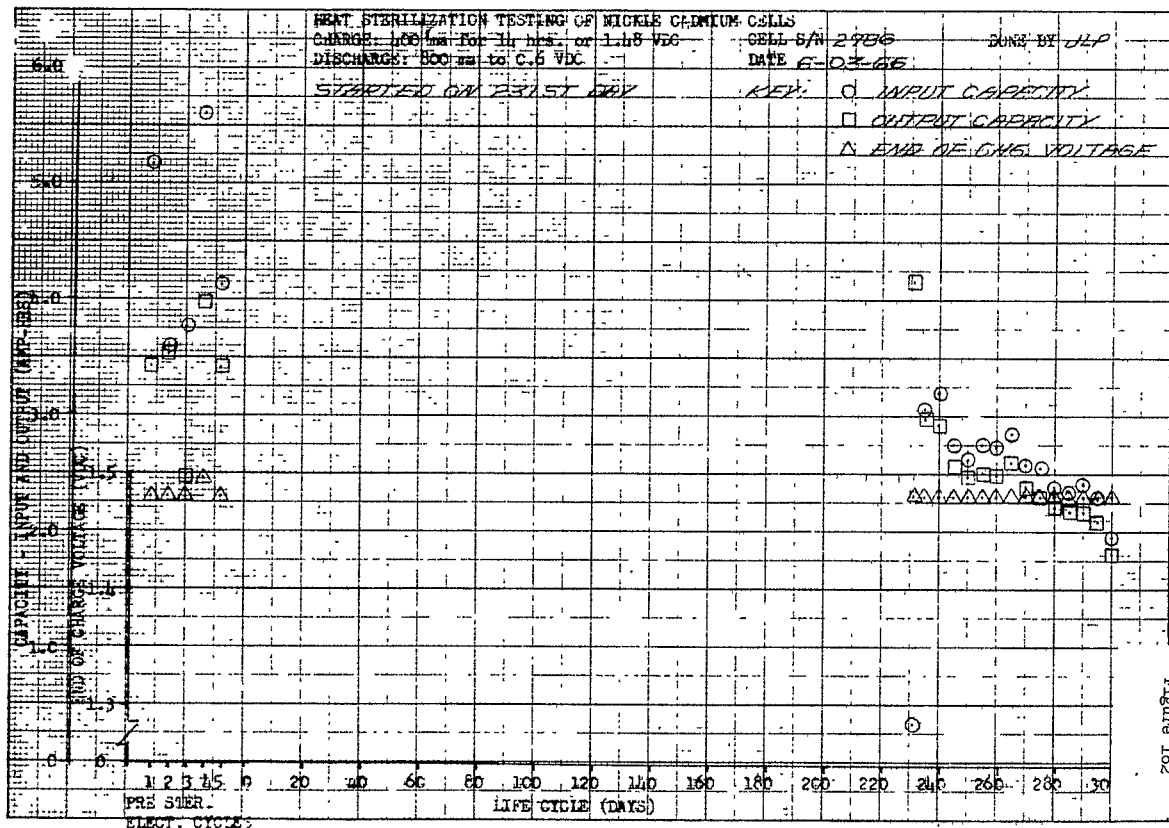 HEAT STERILIZATION TESTING OF NICKLE CADMIUM CELLS
CHARGE: 400 ma for 14 hrs. or 1.48 VDC CELL S/N 2986 DONE BY JLP
DISCHARGE: 800 ma to 0.6 VDC DATE 6-03-66
STARTED ON 231ST DAY KEY: INPUT CAPACITY
OUTPUT CAPACITY
END OF CHG. VOLTAGE
CAPACITY - INPUT AND OUTPUT (AMP-HRS)
END OF CHARGE VOLTAGE (VDC)
6.0
5.0
4.0
3.0
2.0
1.0
0
1.5
1.4
1.3
0
1 2 3 4 5 0 20 40 60 80 100 120 140 160 180 200 220 240 260 280 30
PRE STER.
ELECT. CYCLES
LIFE CYCLE (DAYS)
Figure 162